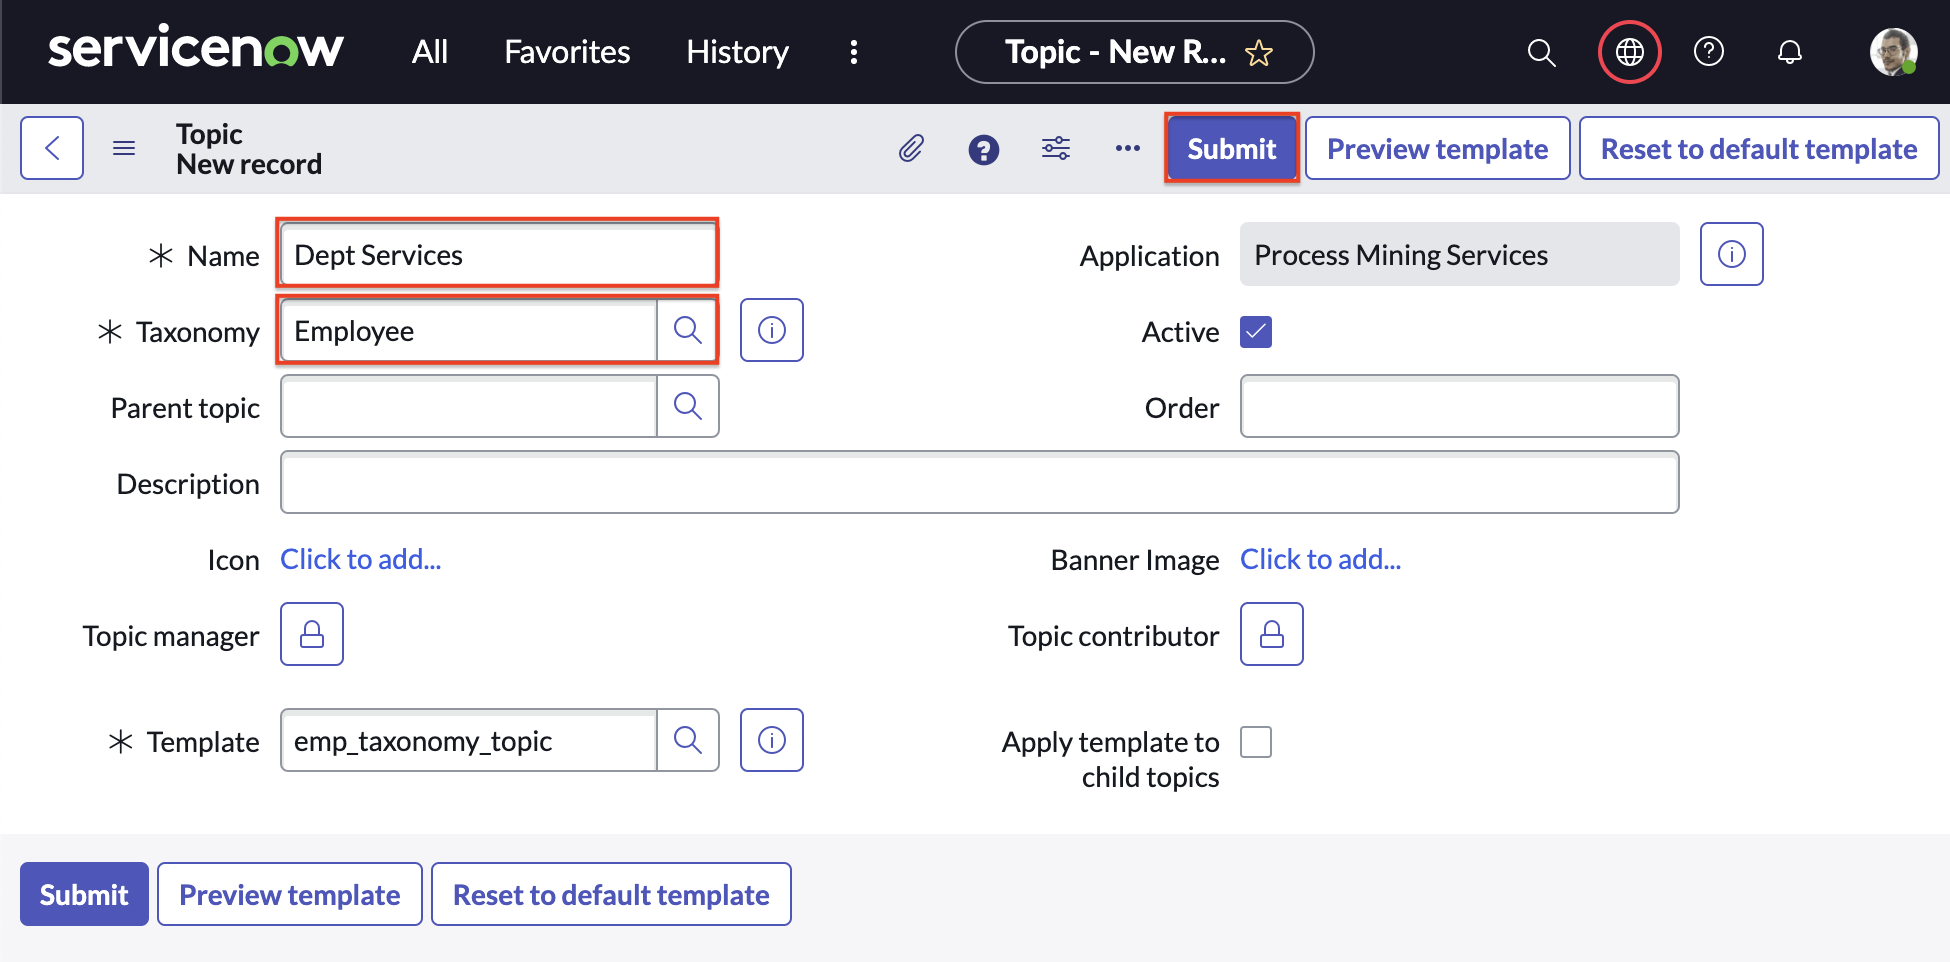 servicenow All Favorites History Topic - New R...
Topic
New record
Submit Preview template Reset to default template
Name Dept Services Application Process Mining Services
Taxonomy Employee Active
Parent topic Order
Description
Icon Click to add... Banner Image Click to add...
Topic manager Topic contributor
Template emp_taxonomy_topic Apply template to
child topics
Submit Preview template Reset to default template